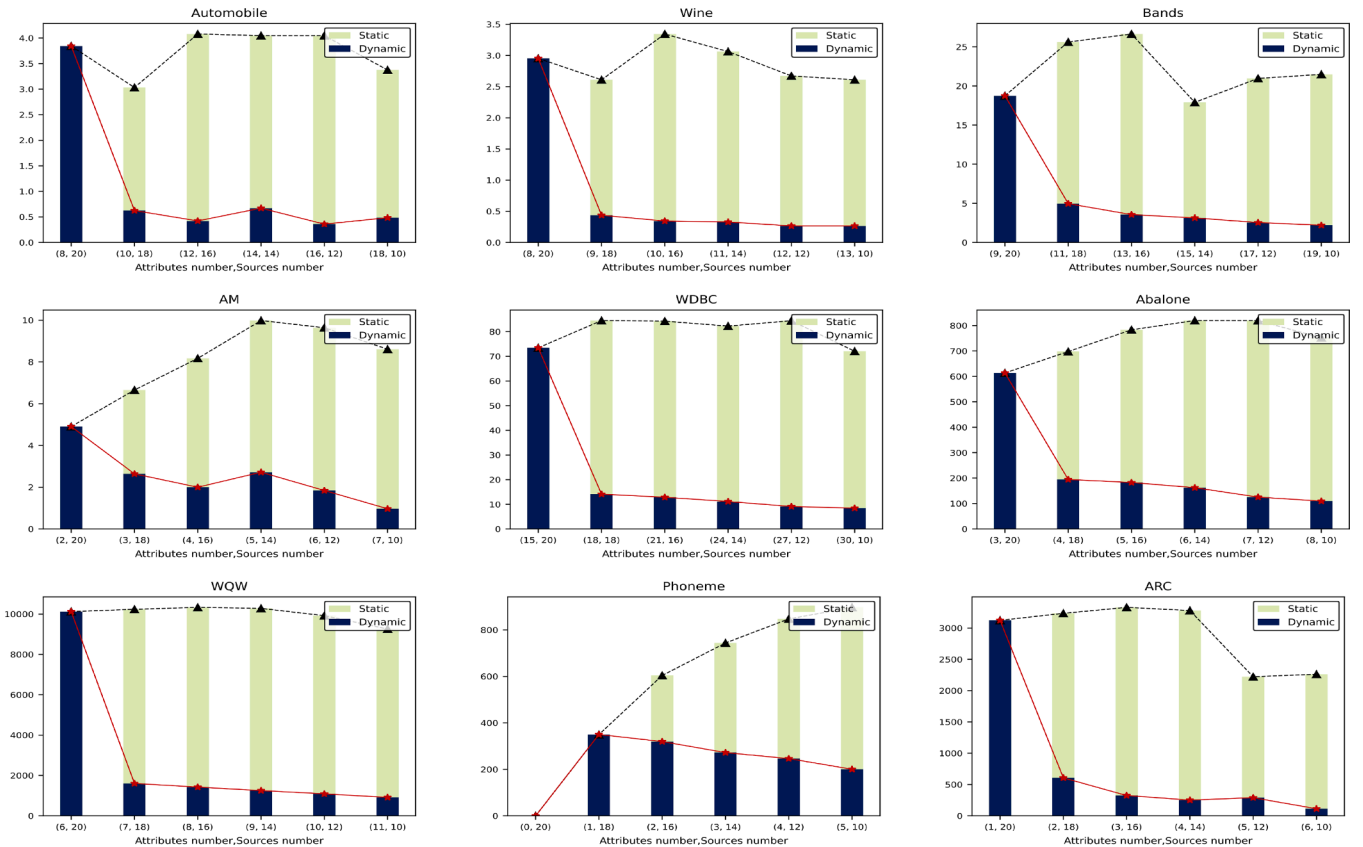 Automobile
4.0
3.5
3.0
2.5
2.0
1.5
1.0
0.5
0.0
Static
Dynamic
(8, 20) (10, 18) (12, 16) (14, 14) (16, 12) (18, 10)
Attributes number,Sources number
Wine
3.5
3.0
2.5
2.0
1.5
1.0
0.5
0.0
Static
Dynamic
(8, 20) (9, 18) (10, 16) (11, 14) (12, 12) (13, 10)
Attributes number,Sources number
Bands
25
20
15
10
5
0
Static
Dynamic
(9, 20) (11, 18) (13, 16) (15, 14) (17, 12) (19, 10)
Attributes number,Sources number
AM
10
8
6
4
2
0
Static
Dynamic
(2, 20) (3, 18) (4, 16) (5, 14) (6, 12) (7, 10)
Attributes number,Sources number
WDBC
80
70
60
50
40
30
20
10
0
Static
Dynamic
(15, 20) (18, 18) (21, 16) (24, 14) (27, 12) (30, 10)
Attributes number,Sources number
Abalone
800
700
600
500
400
300
200
100
0
Static
Dynamic
(3, 20) (4, 18) (5, 16) (6, 14) (7, 12) (8, 10)
Attributes number,Sources number
WQW
10000
8000
6000
4000
2000
0
Static
Dynamic
(6, 20) (7, 18) (8, 16) (9, 14) (10, 12) (11, 10)
Attributes number,Sources number
Phoneme
800
600
400
200
0
Static
Dynamic
(0, 20) (1, 18) (2, 16) (3, 14) (4, 12) (5, 10)
Attributes number,Sources number
ARC
3000
2500
2000
1500
1000
500
0
Static
Dynamic
(1, 20) (2, 18) (3, 16) (4, 14) (5, 12) (6, 10)
Attributes number,Sources number